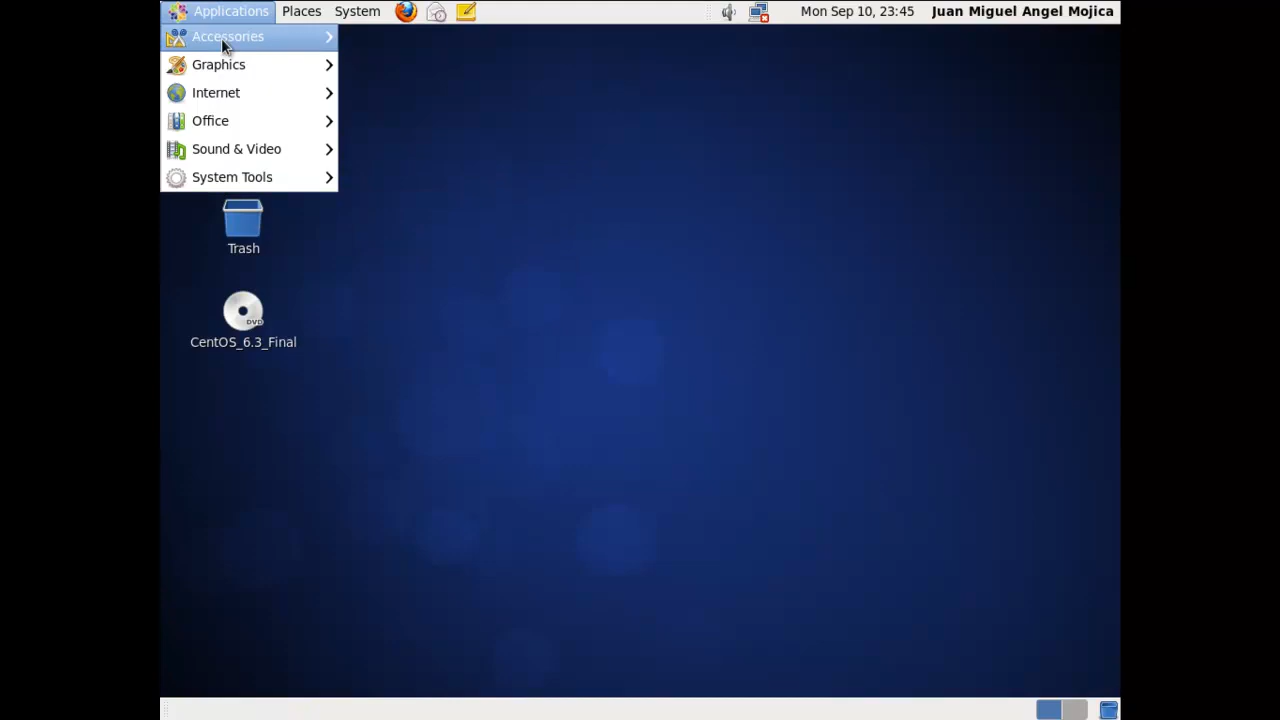 Applications Places System Mon Sep 10, 23:45 Juan Miguel Angel Mojica
Accessories
Graphics
Internet
Office
Sound & Video
System Tools
Trash
DVD
CentOS_6.3_Final